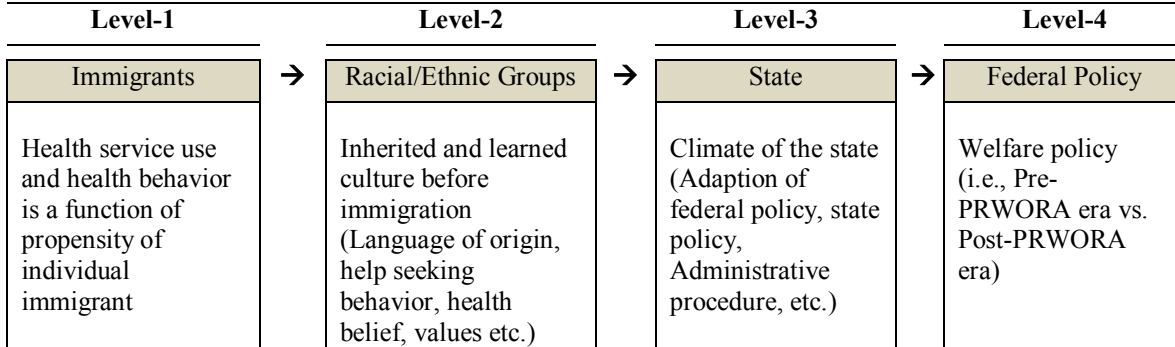 Level-1
Level-2
Level-3
Level-4
Immigrants
→
Racial/Ethnic Groups
→
State
→
Federal Policy
Health service use
and health behavior
is a function of
propensity of
individual
immigrant
Inherited and learned
culture before
immigration
(Language of origin,
help seeking
behavior, health
belief, values etc.)
Climate of the state
(Adaption of
federal policy, state
policy,
Administrative
procedure, etc.)
Welfare policy
(i.e., Pre-
PRWORA era vs.
Post-PRWORA
era)